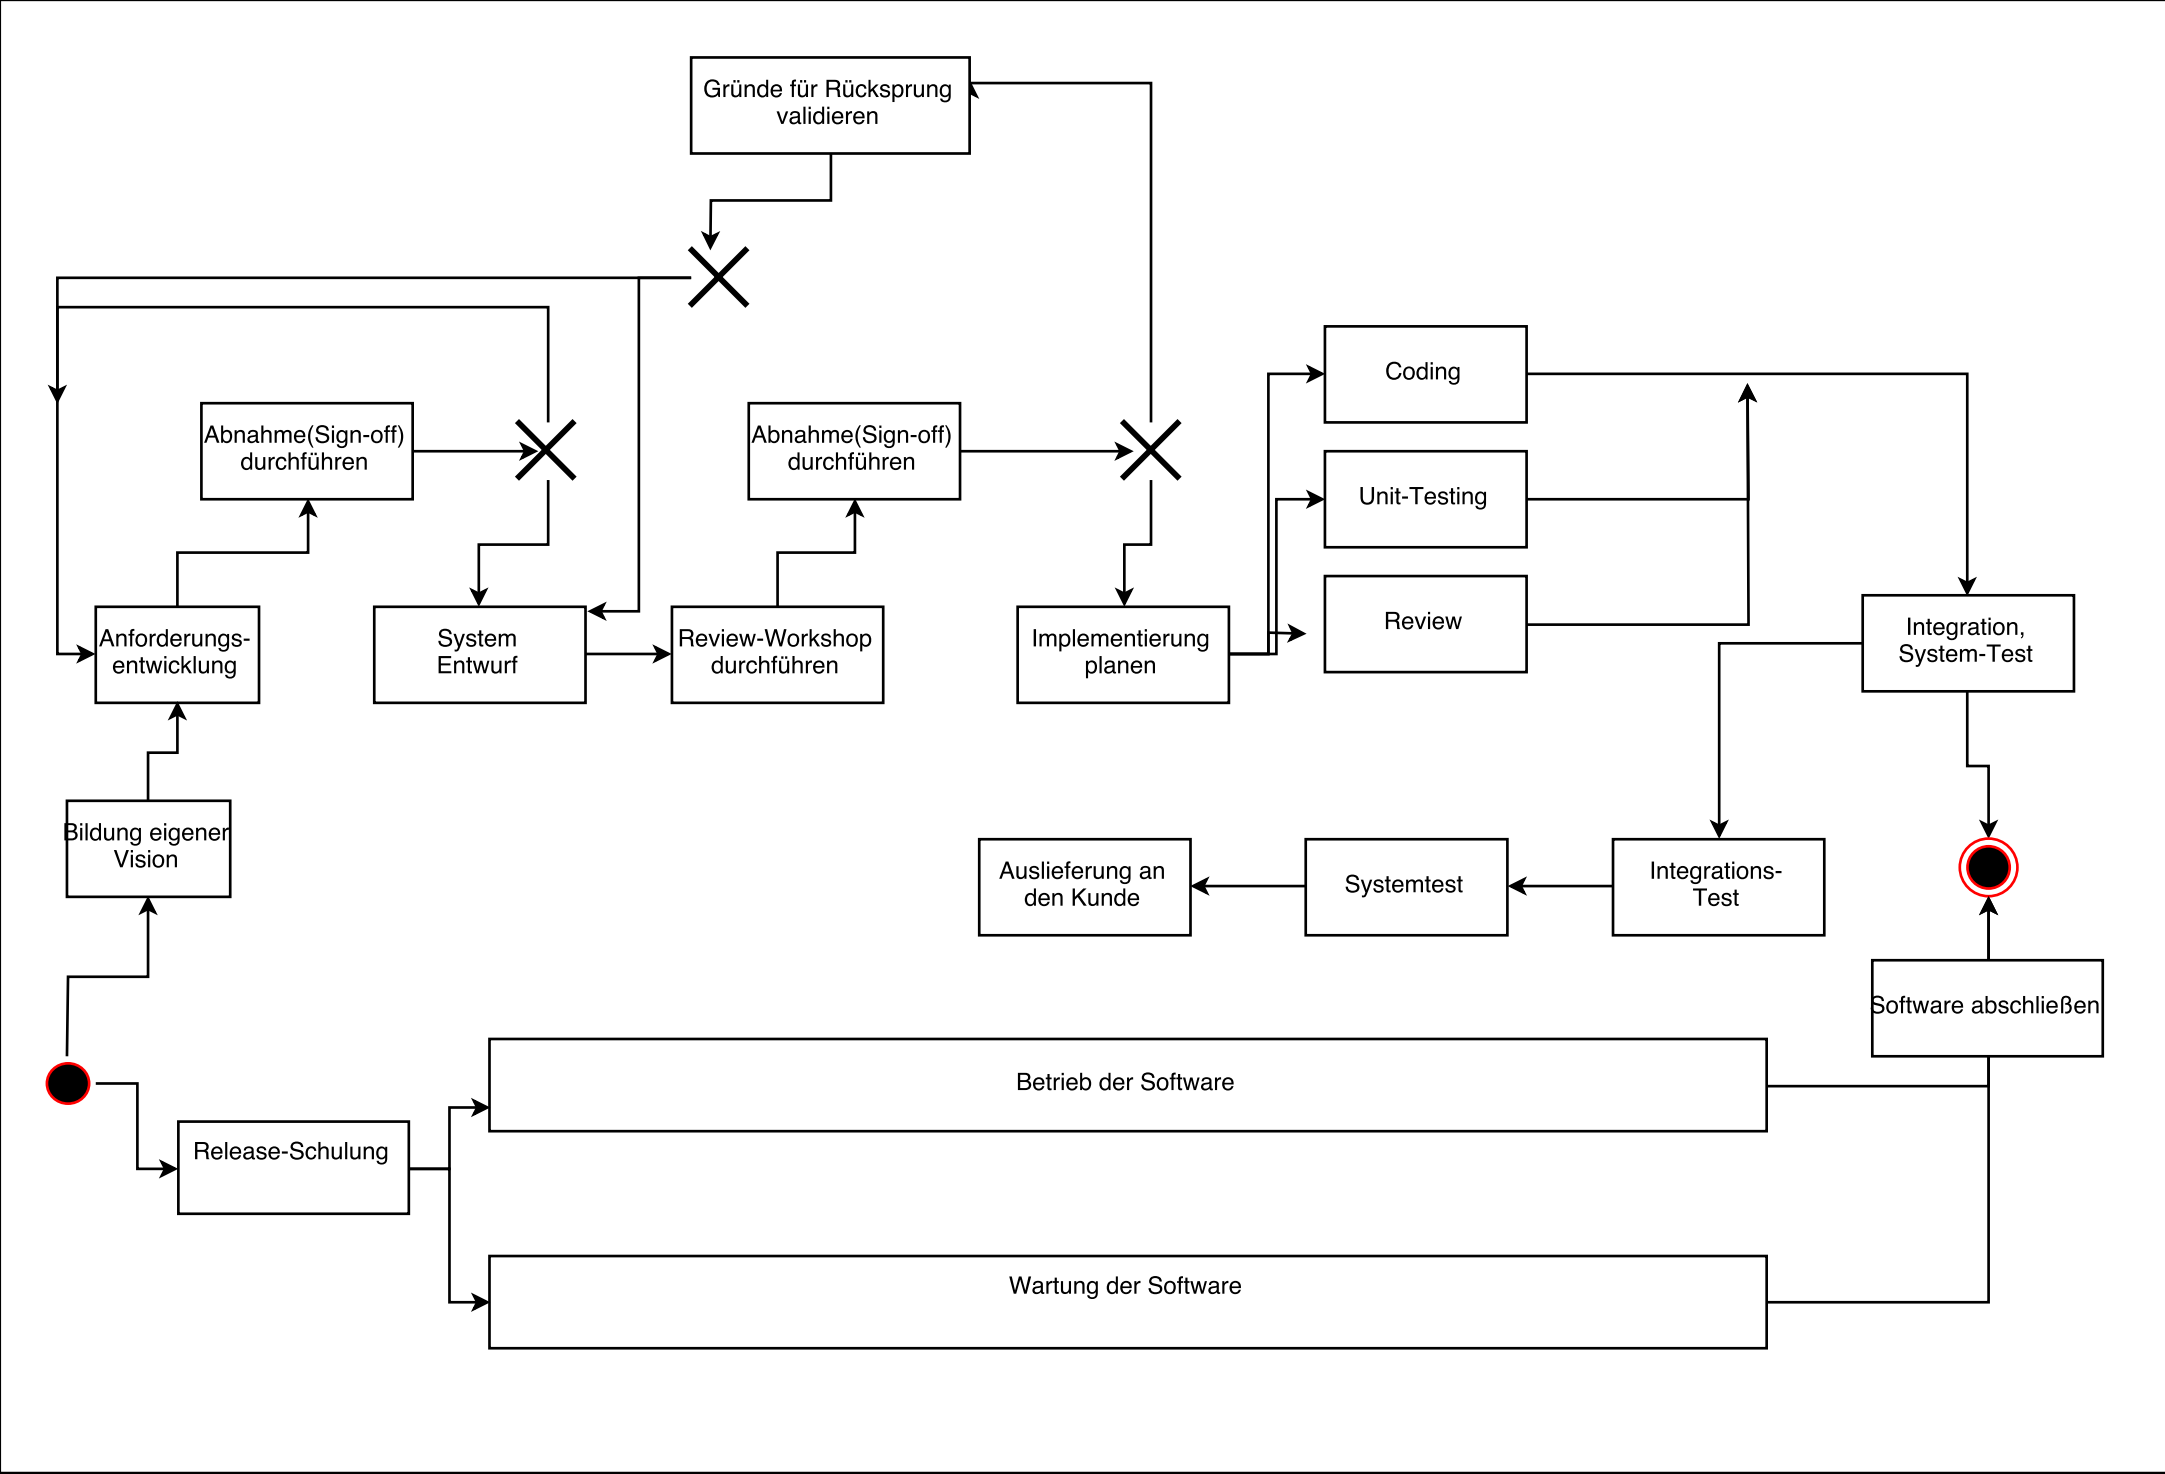 Gründe für Rücksprung
validieren
Coding
Abnahme(Sign-off)
durchführen
Abnahme(Sign-off)
durchführen
Unit-Testing
Review
Anforderungs-
entwicklung
System
Entwurf
Review-Workshop
durchführen
Implementierung
planen
Integration,
System-Test
Bildung eigener
Vision
Auslieferung an
den Kunde
Systemtest
Integrations-
Test
Software abschließen
Betrieb der Software
Release-Schulung
Wartung der Software